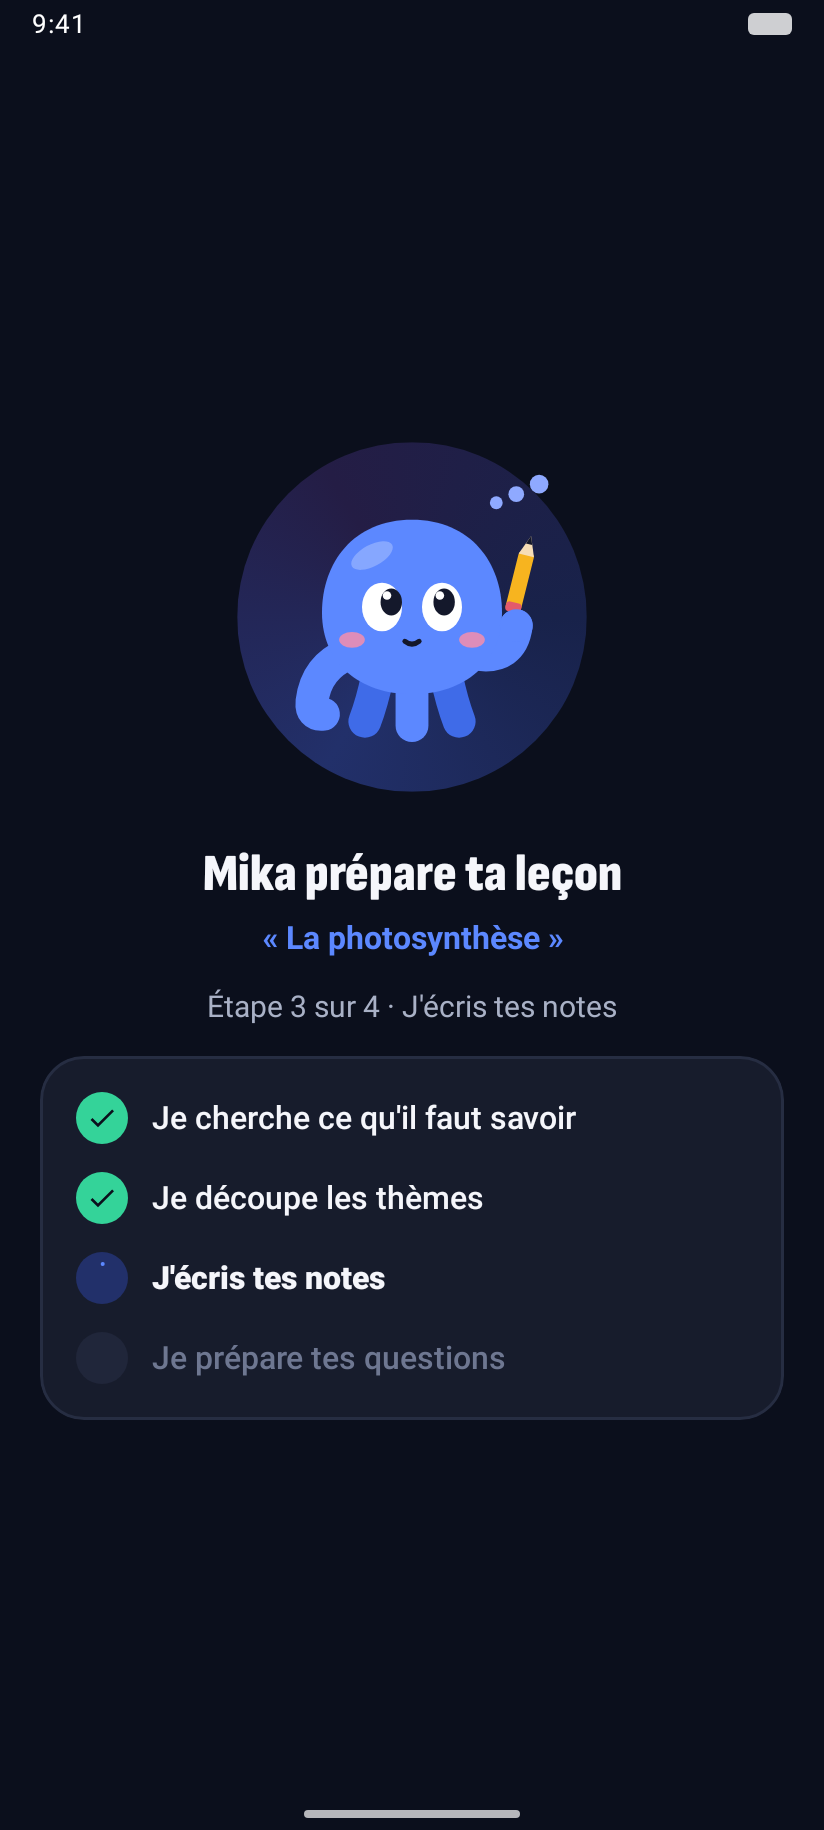 9:41
Mika prépare ta leçon
« La photosynthèse »
Étape 3 sur 4 · J'écris tes notes
Je cherche ce qu'il faut savoir
Je découpe les thèmes
J'écris tes notes
Je prépare tes questions